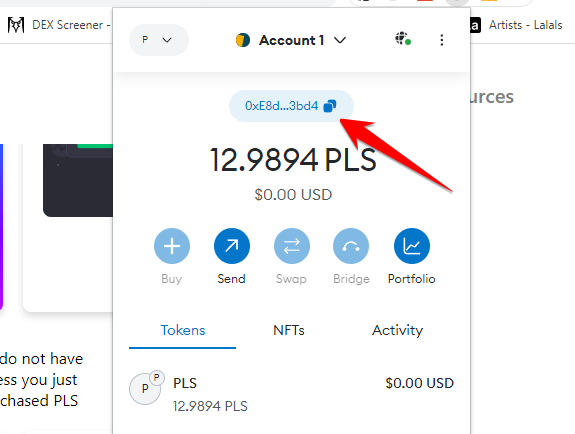 DEX Screener -
Artists - Lalals
P
Account 1
urces
0xE8d...3bd4
12.9894 PLS
$0.00 USD
Buy
Send
Swap
Bridge
Portfolio
Tokens
NFTs
Activity
do not have
ess you just
chased PLS
P
P
PLS
$0.00 USD
12.9894 PLS